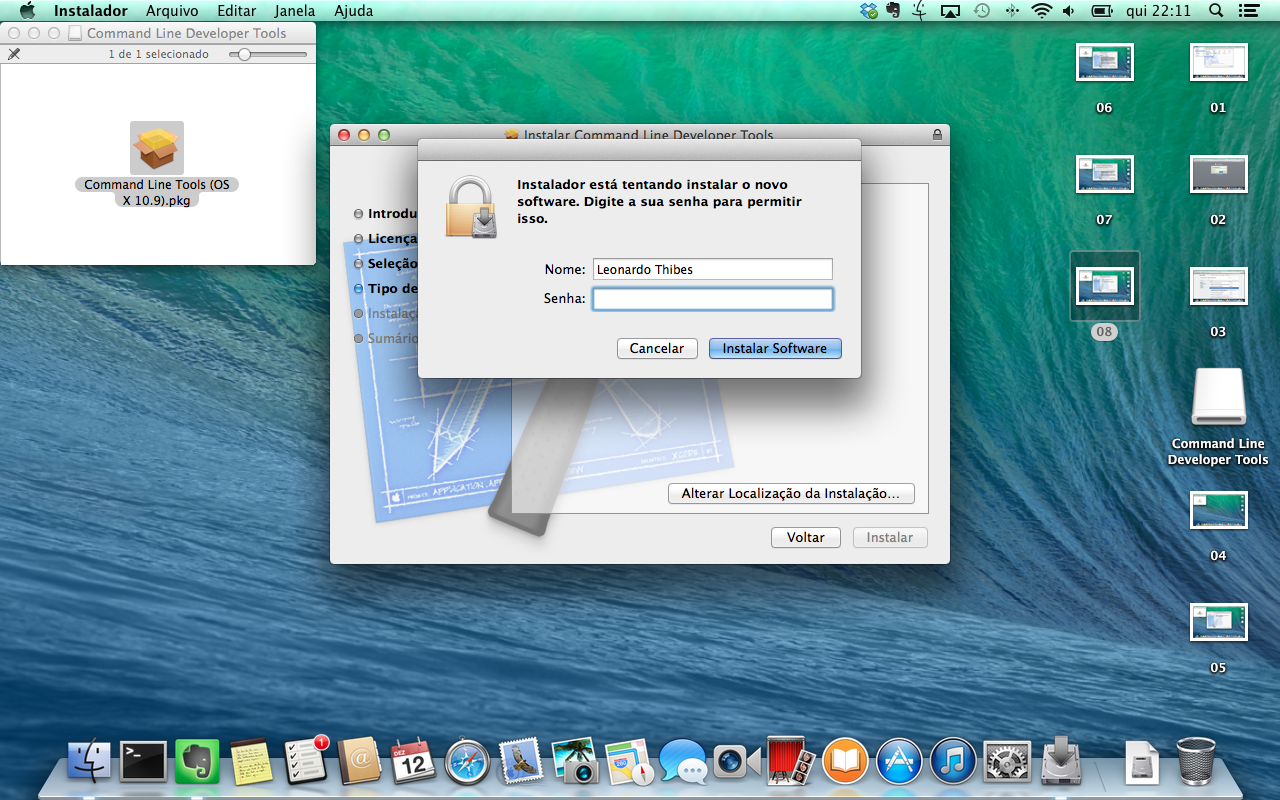 Instalador Arquivo Editar Janela Ajuda
qui 22:11
Command Line Developer Tools
1 de 1 selecionado
Command Line Tools (OS
X 10.9).pkg
Instalar Command Line Developer Tools
Introdu
Licença
Seleção
Tipo de
Instalaçã
Sumário
Instalador está tentando instalar o novo
software. Digite a sua senha para permitir
isso.
Nome: Leonardo Thibes
Senha:
Cancelar Instalar Software
Alterar Localização da Instalação...
Voltar Instalar
06
01
07
02
08
03
Command Line
Developer Tools
04
05
>_
1
DEZ
12
280